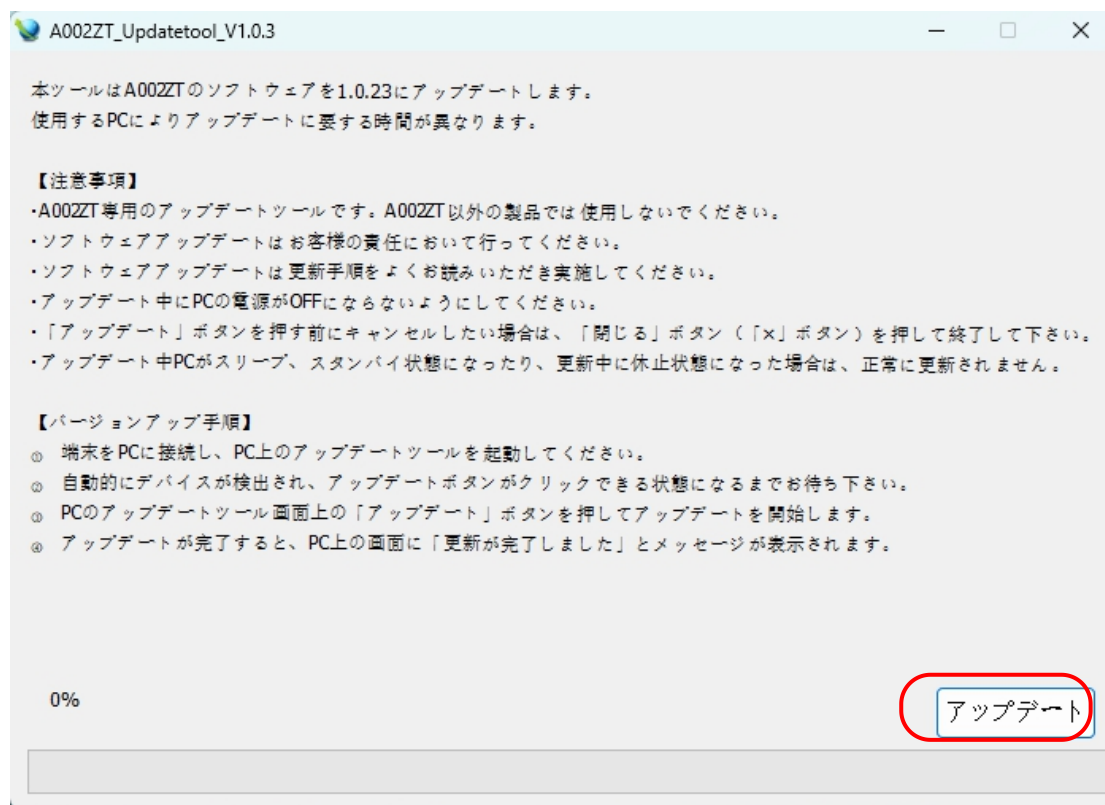 A002ZT_Updatetool_V1.0.3
本ツールはA002ZTのソフトウェアを1.0.23にアップデートします。
使用するPCによりアップデートに要する時間が異なります。
【注意事項】
・A002ZT専用のアップデートツールです。A002ZT以外の製品では使用しないでください。
・ソフトウェアアップデートはお客様の責任において行ってください。
・ソフトウェアアップデートは更新手順をよくお読みいただき実施してください。
・アップデート中にPCの電源がOFFにならないようにしてください。
・「アップデート」ボタンを押す前にキャンセルしたい場合は、「閉じる」ボタン（「×」ボタン）を押して終了して下さい。
・アップデート中PCがスリープ、スタンバイ状態になったり、更新中に休止状態になった場合は、正常に更新されません。
【バージョンアップ手順】
① 端末をPCに接続し、PC上のアップデートツールを起動してください。
② 自動的にデバイスが検出され、アップデートボタンがクリックできる状態になるまでお待ち下さい。
③ PCのアップデートツール画面上の「アップデート」ボタンを押してアップデートを開始します。
④ アップデートが完了すると、PC上の画面に「更新が完了しました」とメッセージが表示されます。
0%
アップデート